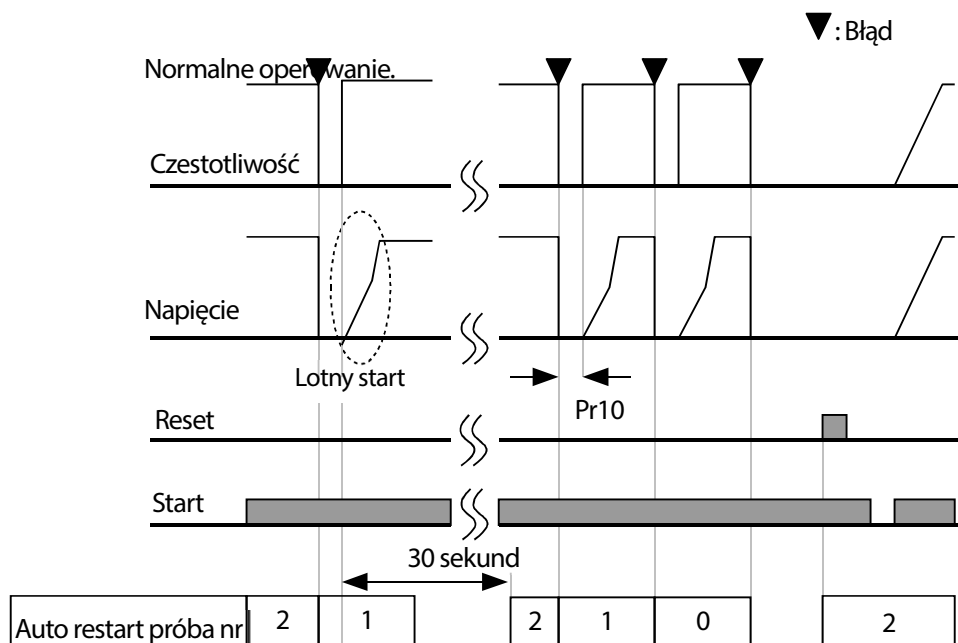 ▼: Błąd
Normalne operowanie.
Czestotliwość
Napięcie
Lotny start
Pr10
Reset
Start
30 sekund
Auto restart próba nr 2 1 2 1 0 2